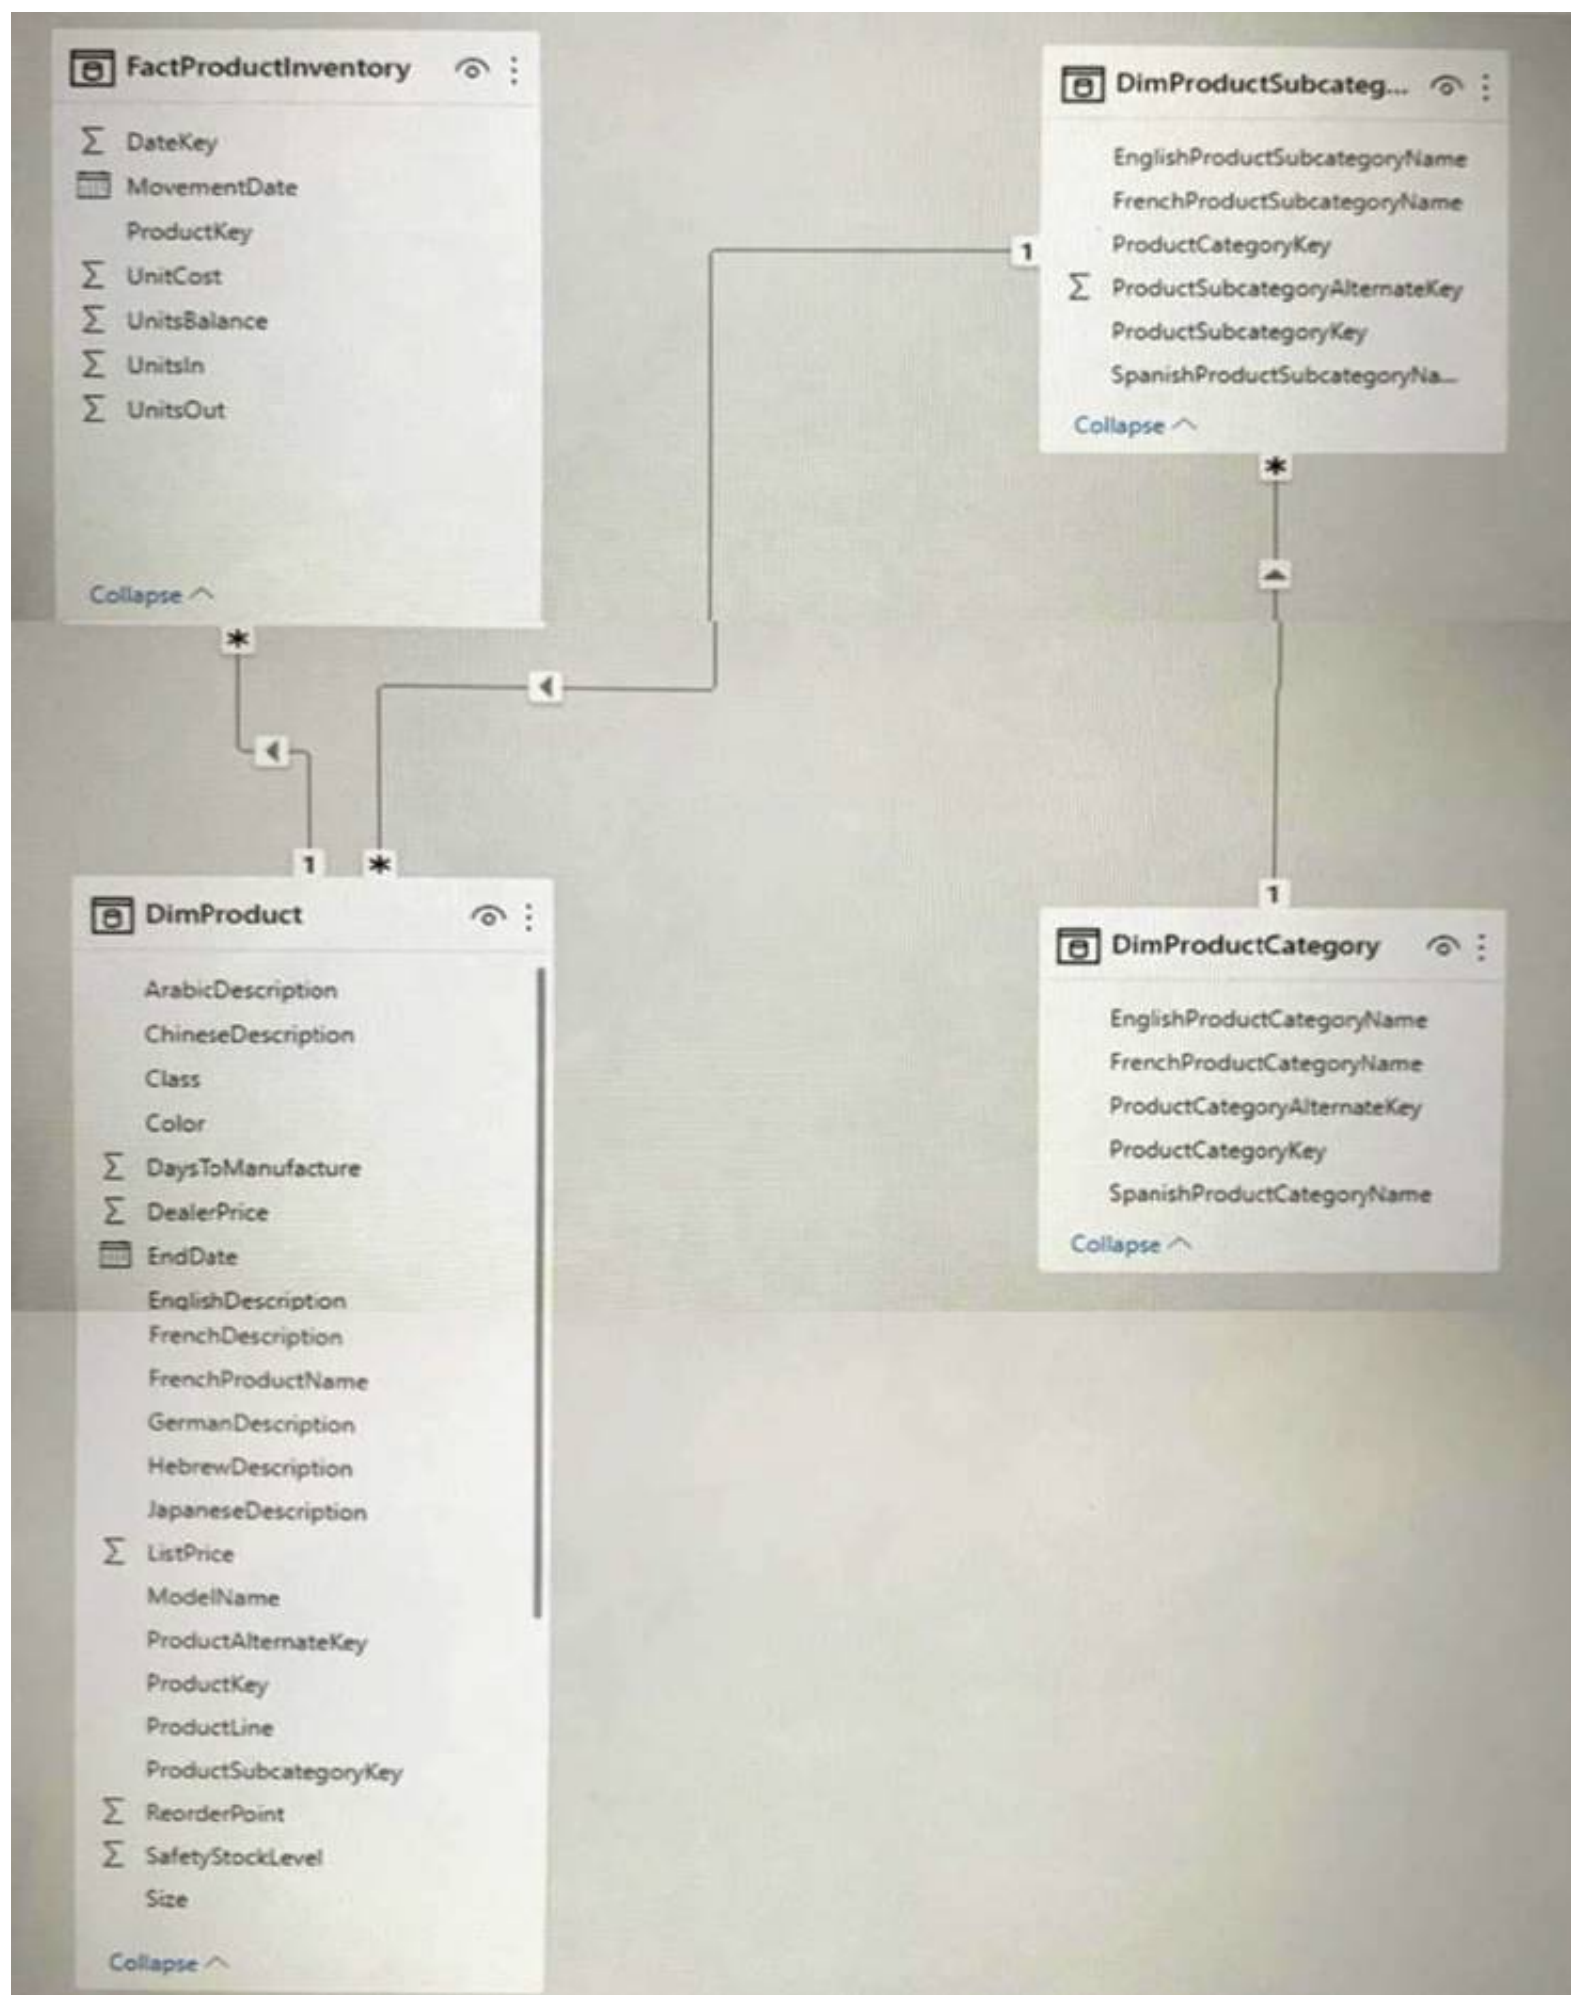 FactProductInventory
DateKey
MovementDate
ProductKey
UnitCost
UnitsBalance
UnitsIn
UnitsOut
Collapse
DimProductSubcateg...
EnglishProductSubcategoryName
FrenchProductSubcategoryName
ProductCategoryKey
ProductSubcategoryAlternateKey
ProductSubcategoryKey
SpanishProductSubcategoryNa...
Collapse
1
*
*
1
*
1
DimProduct
ArabicDescription
ChineseDescription
Class
Color
DaysToManufacture
DealerPrice
EndDate
EnglishDescription
FrenchDescription
FrenchProductName
GermanDescription
HebrewDescription
JapaneseDescription
ListPrice
ModelName
ProductAlternateKey
ProductKey
ProductLine
ProductSubcategoryKey
ReorderPoint
SafetyStockLevel
Size
Collapse
DimProductCategory
EnglishProductCategoryName
FrenchProductCategoryName
ProductCategoryAlternateKey
ProductCategoryKey
SpanishProductCategoryName
Collapse